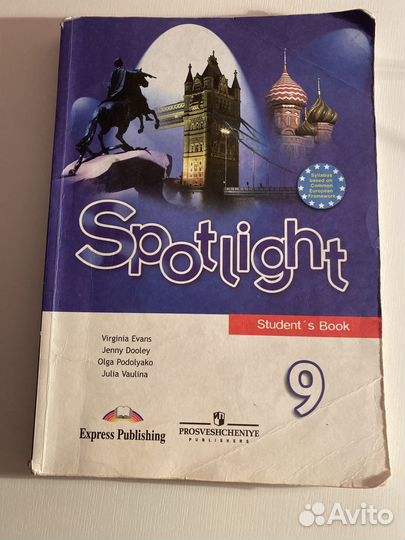 Syllabus
based on
Common
European
Framework
Spotlight
Student´s Book
Virginia Evans
Jenny Dooley
Olga Podolyako
Julia Vaulina
9
Express Publishing
PROSVESHCHENIYE
PUBLISHERS
Avito